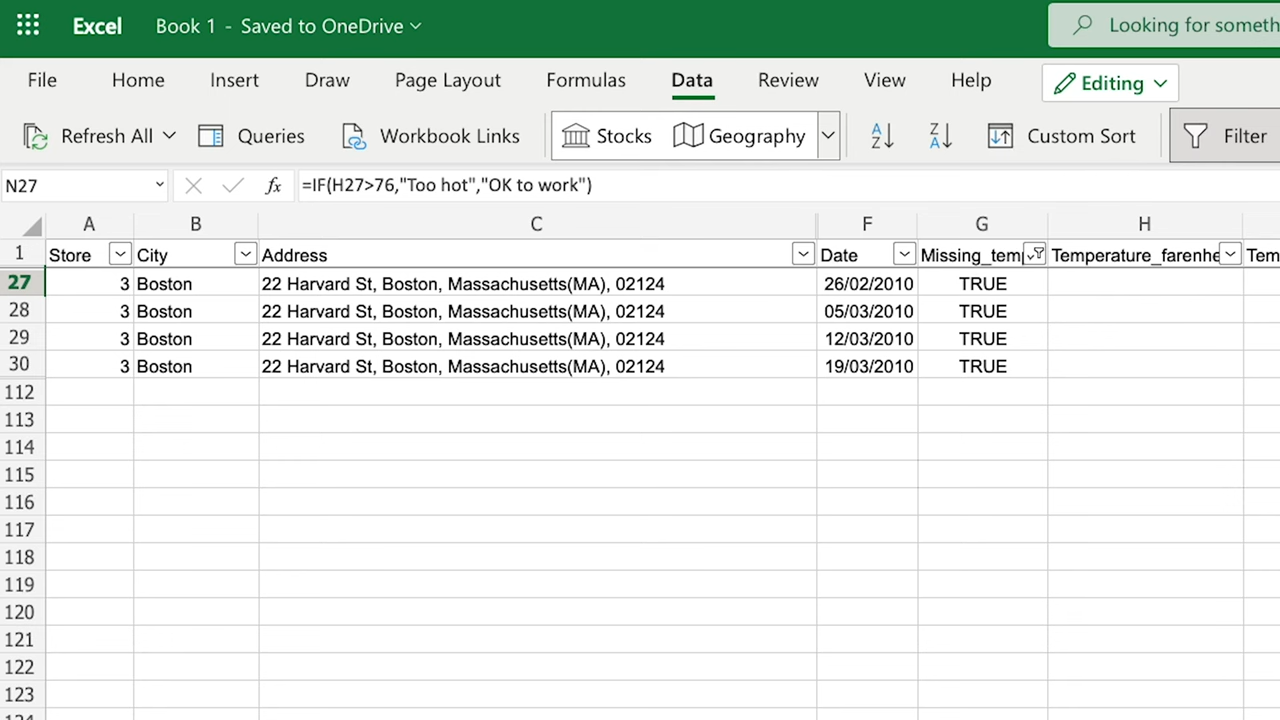 Excel Book 1 - Saved to OneDrive Looking for someth
File Home Insert Draw Page Layout Formulas Data Review View Help Editing
Refresh All Queries Workbook Links Stocks Geography A Z Z A Custom Sort Filter
N27 fx =IF(H27>76,"Too hot","OK to work")
A B C F G H
1 Store City Address Date Missing_tem Temperature_farenhe Tem
27 3 Boston 22 Harvard St, Boston, Massachusetts(MA), 02124 26/02/2010 TRUE
28 3 Boston 22 Harvard St, Boston, Massachusetts(MA), 02124 05/03/2010 TRUE
29 3 Boston 22 Harvard St, Boston, Massachusetts(MA), 02124 12/03/2010 TRUE
30 3 Boston 22 Harvard St, Boston, Massachusetts(MA), 02124 19/03/2010 TRUE
112
113
114
115
116
117
118
119
120
121
122
123
124